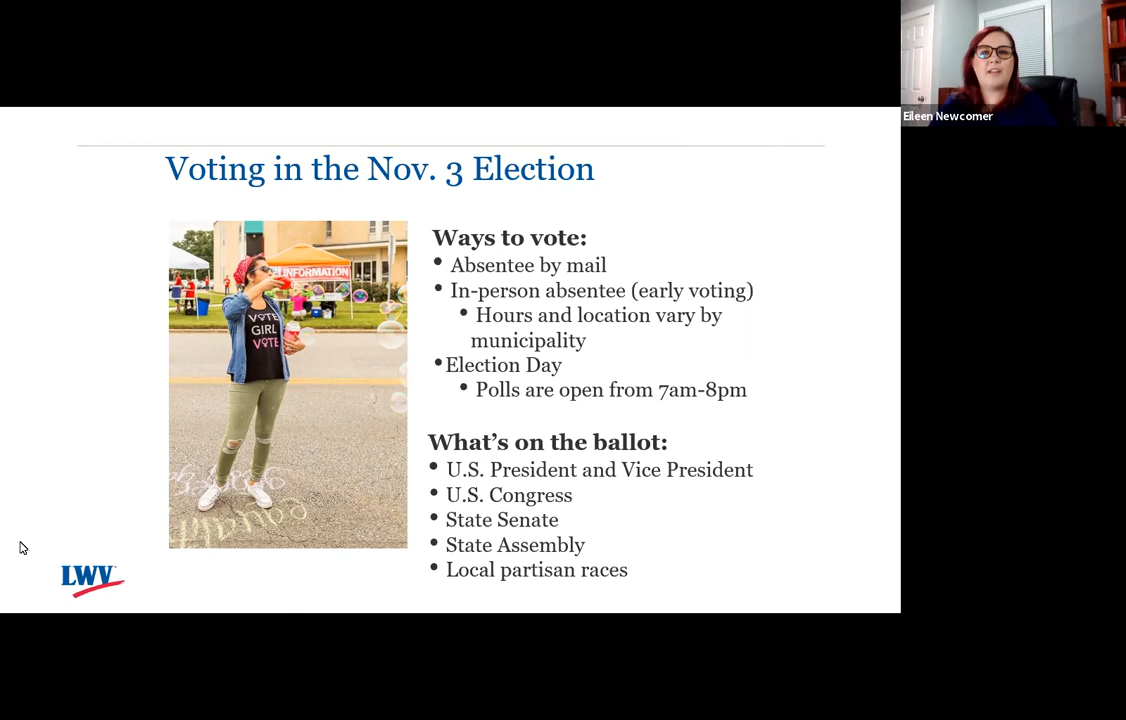 Eileen Newcomer
Voting in the Nov. 3 Election
INFORMATION
VOTE
GIRL
VOTE
Ways to vote:
• Absentee by mail
• In-person absentee (early voting)
• Hours and location vary by
municipality
• Election Day
• Polls are open from 7am-8pm
What's on the ballot:
• U.S. President and Vice President
• U.S. Congress
• State Senate
• State Assembly
• Local partisan races
LWV